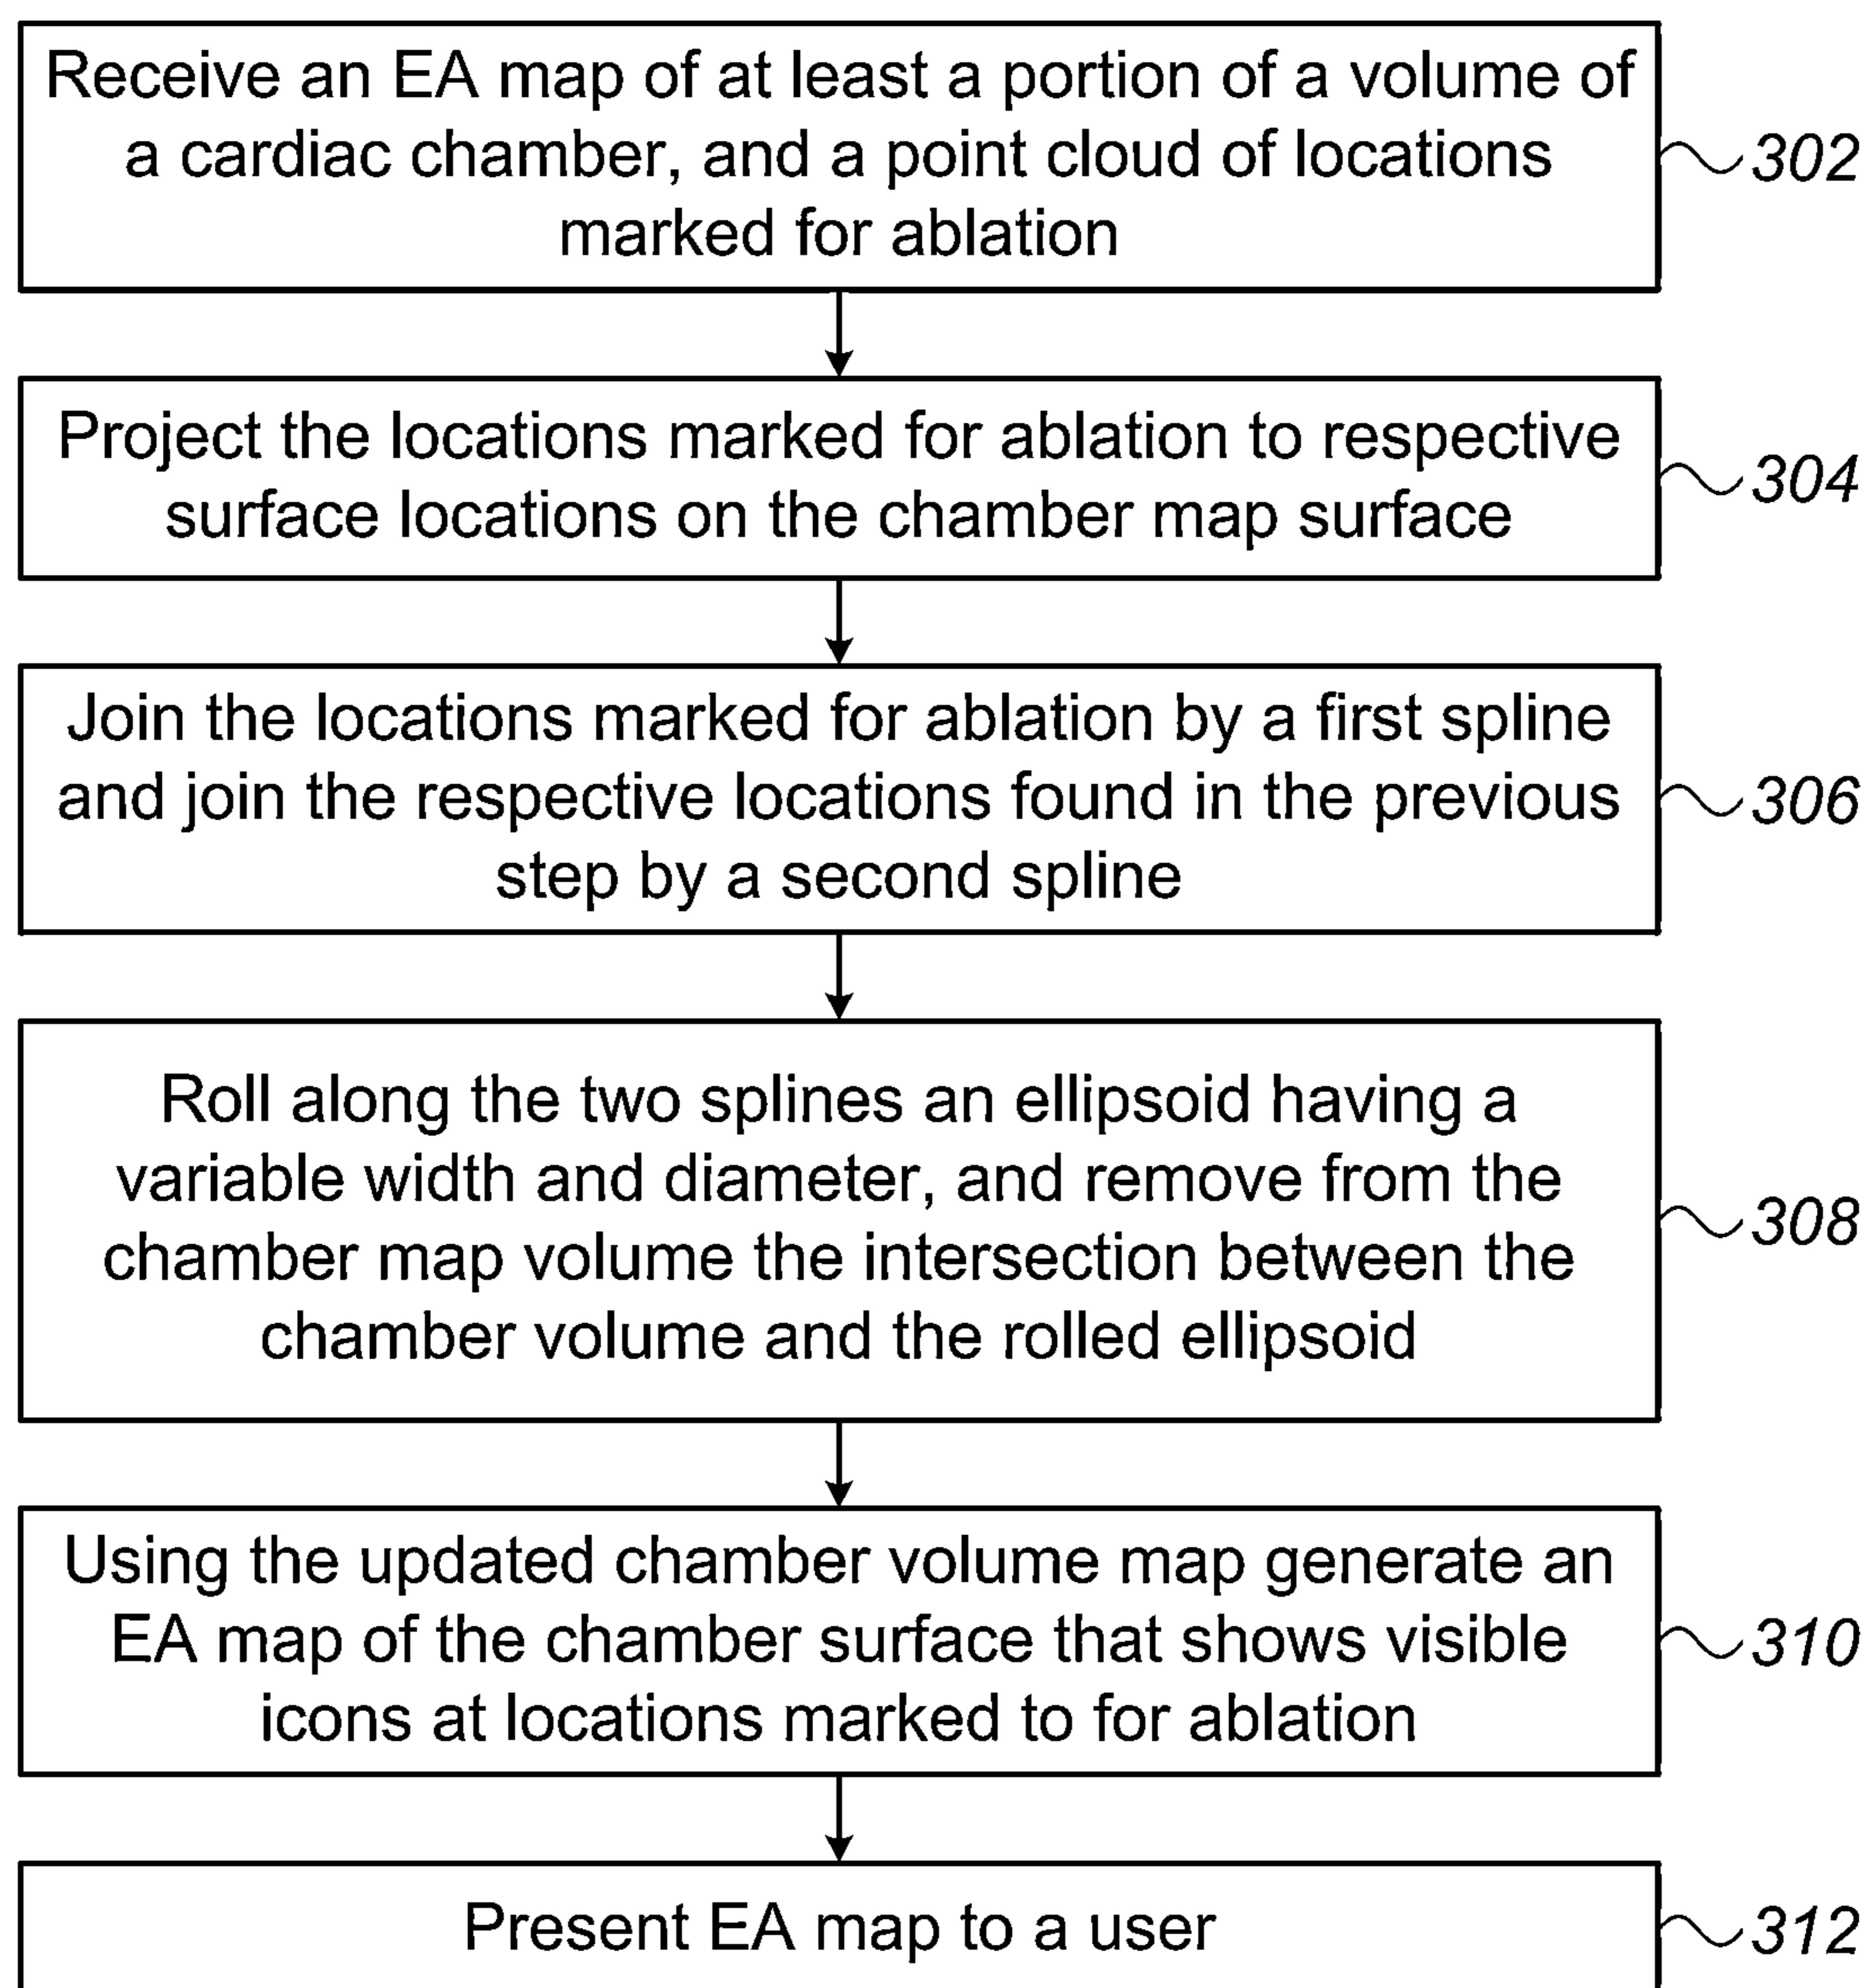 Receive an EA map of at least a portion of a volume of
a cardiac chamber, and a point cloud of locations
marked for ablation
302
Project the locations marked for ablation to respective
surface locations on the chamber map surface
304
Join the locations marked for ablation by a first spline
and join the respective locations found in the previous
step by a second spline
306
Roll along the two splines an ellipsoid having a
variable width and diameter, and remove from the
chamber map volume the intersection between the
chamber volume and the rolled ellipsoid
308
Using the updated chamber volume map generate an
EA map of the chamber surface that shows visible
icons at locations marked to for ablation
310
Present EA map to a user
312